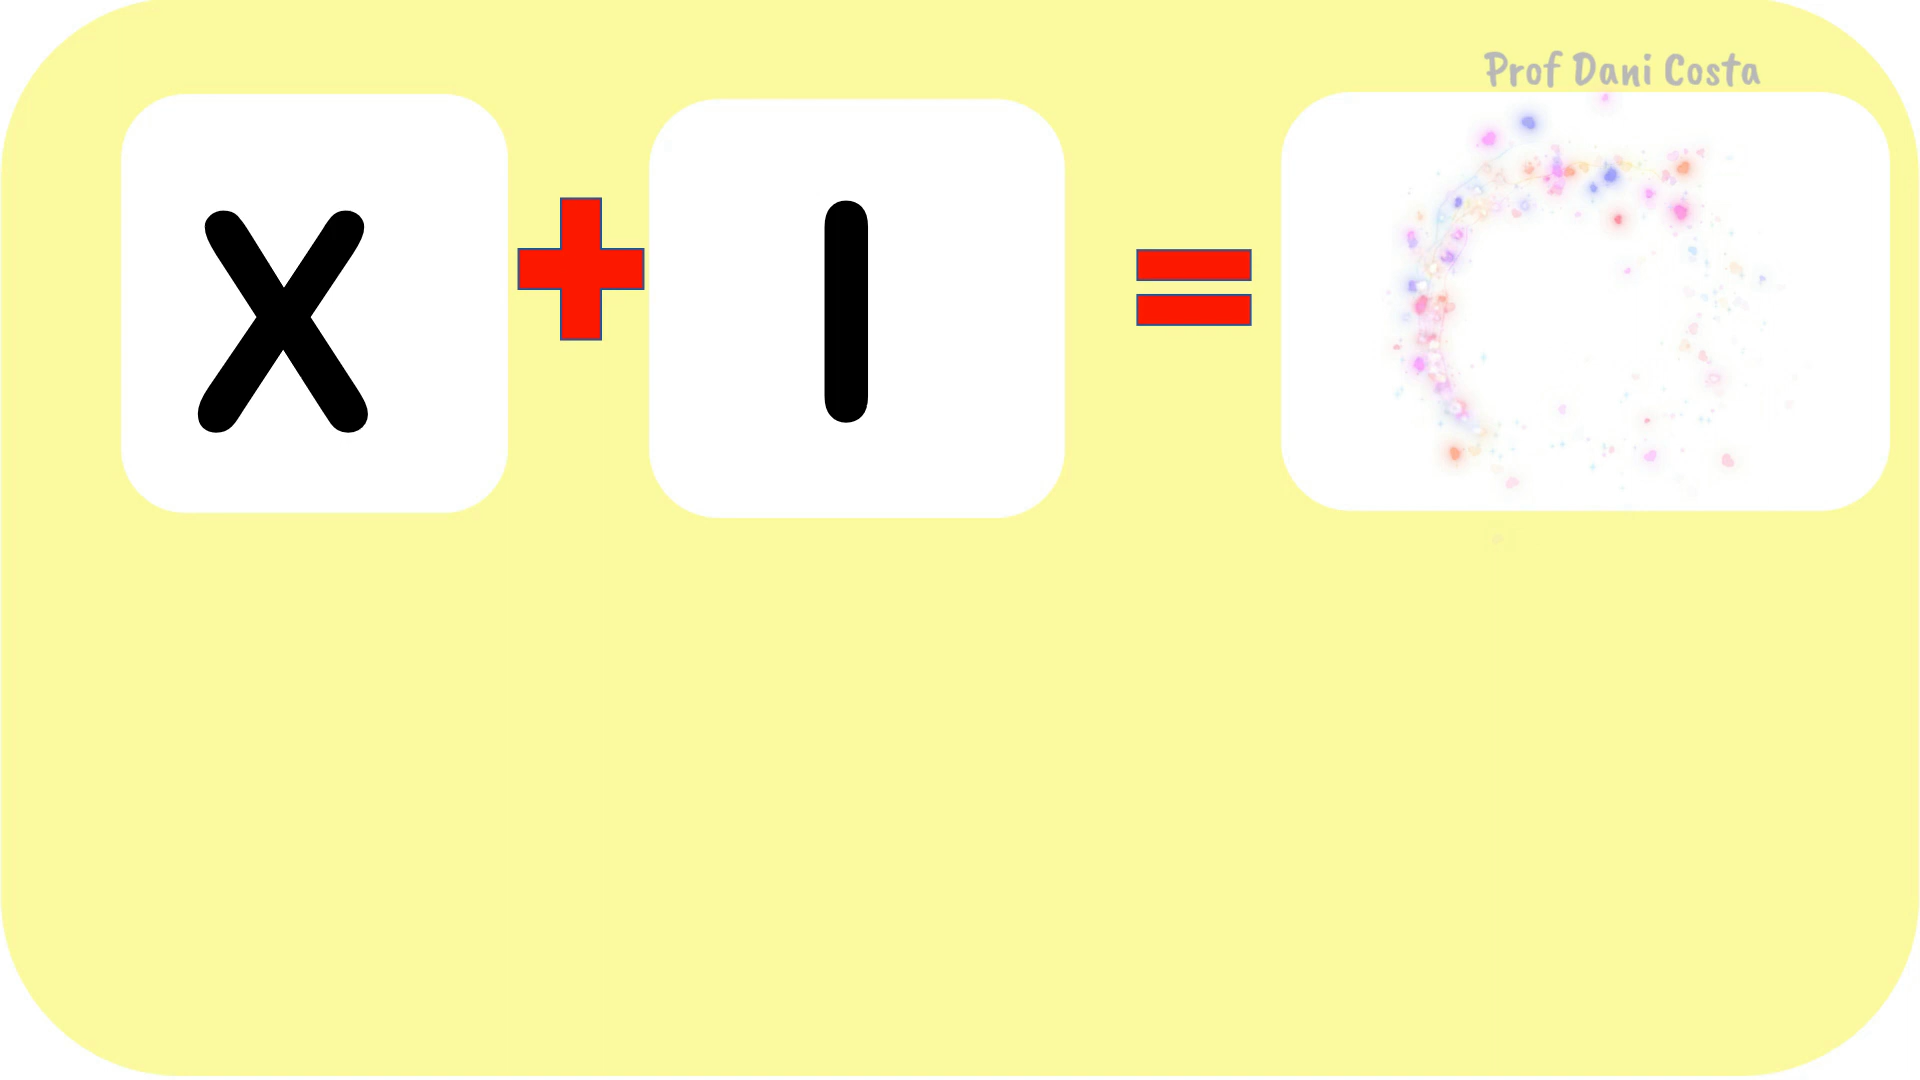 Prof Dani Costa
X + I =